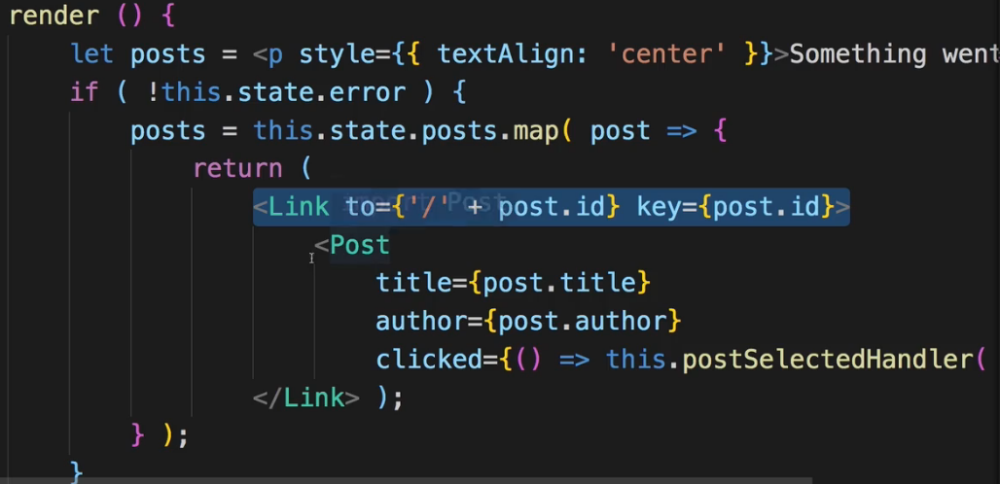 render () {
let posts = <p style={{ textAlign: 'center' }}>Something went
if ( !this.state.error ) {
posts = this.state.posts.map( post => {
return (
<Link to={'/' + post.id} key={post.id}>
<Post
title={post.title}
author={post.author}
clicked={() => this.postSelectedHandler(
</Link> );
} );
}